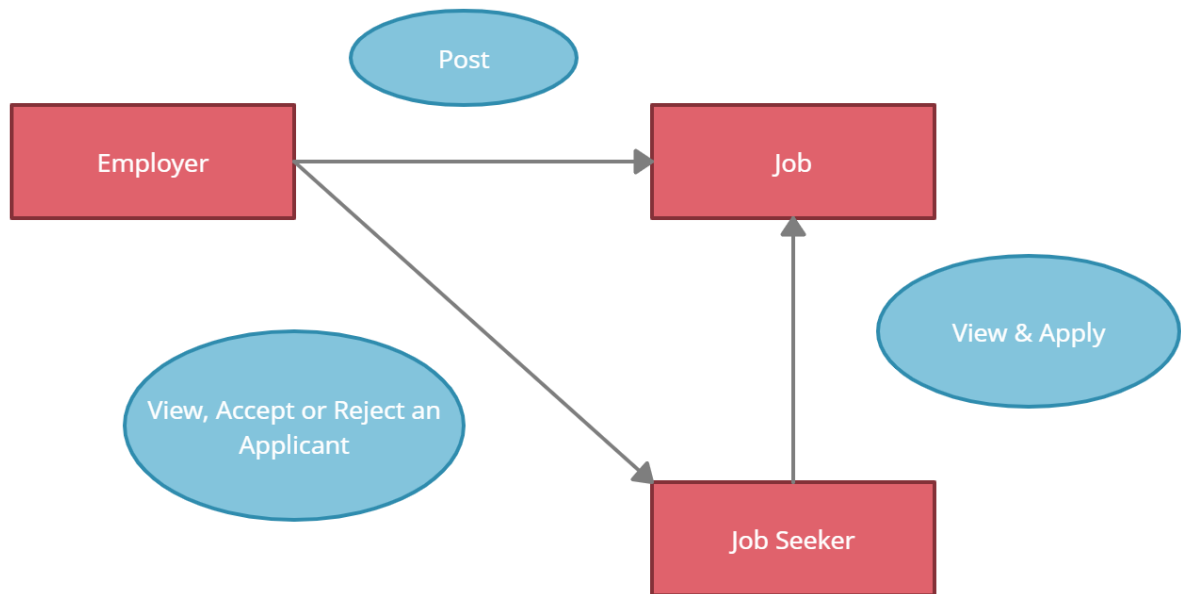 Post
Employer
Job
View & Apply
View, Accept or Reject an
Applicant
Job Seeker